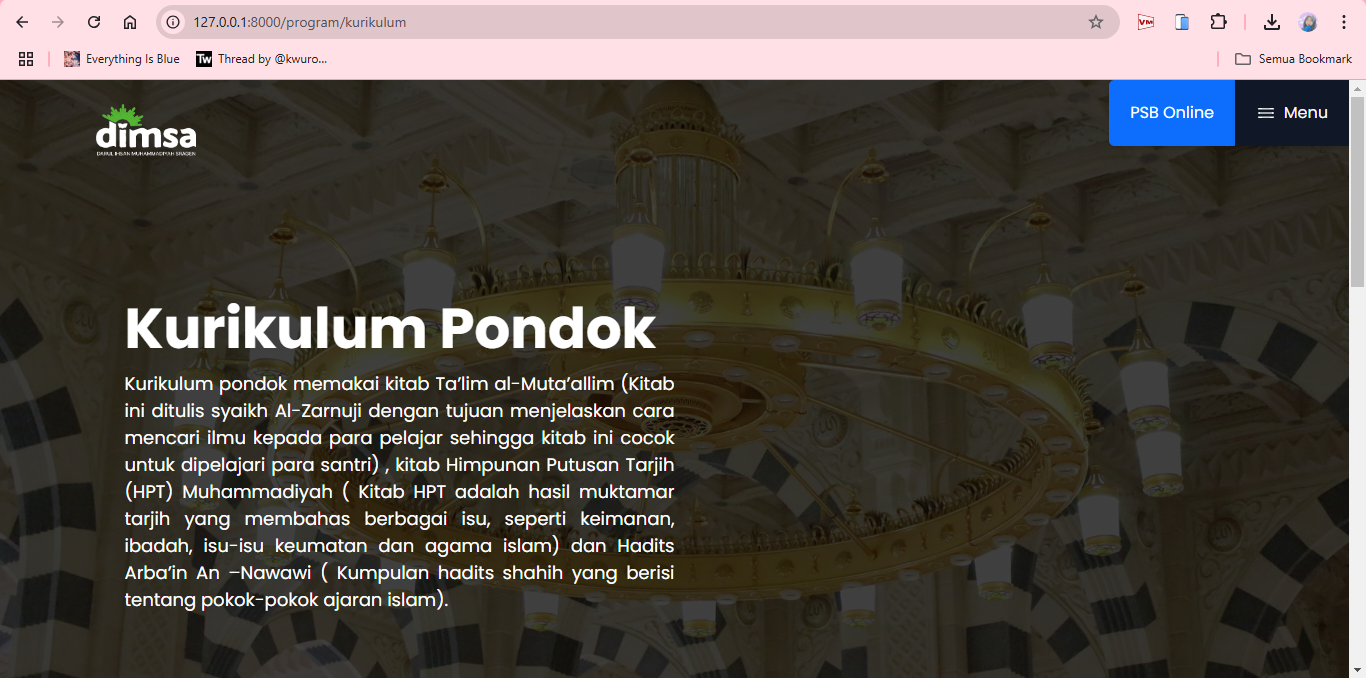 127.0.0.1:8000/program/kurikulum
VM
Everything Is Blue
Tw
Thread by @kwuro...
Semua Bookmark
dimsa
DARUL IHSAN MUHAMMADIYAH SRAGEN
PSB Online
Menu
Kurikulum Pondok
Kurikulum pondok memakai kitab Ta’lim al-Muta’allim (Kitab
ini ditulis syaikh Al-Zarnuji dengan tujuan menjelaskan cara
mencari ilmu kepada para pelajar sehingga kitab ini cocok
untuk dipelajari para santri) , kitab Himpunan Putusan Tarjih
(HPT) Muhammadiyah ( Kitab HPT adalah hasil muktamar
tarjih yang membahas berbagai isu, seperti keimanan,
ibadah, isu-isu keumatan dan agama islam) dan Hadits
Arba’in An –Nawawi ( Kumpulan hadits shahih yang berisi
tentang pokok-pokok ajaran islam).